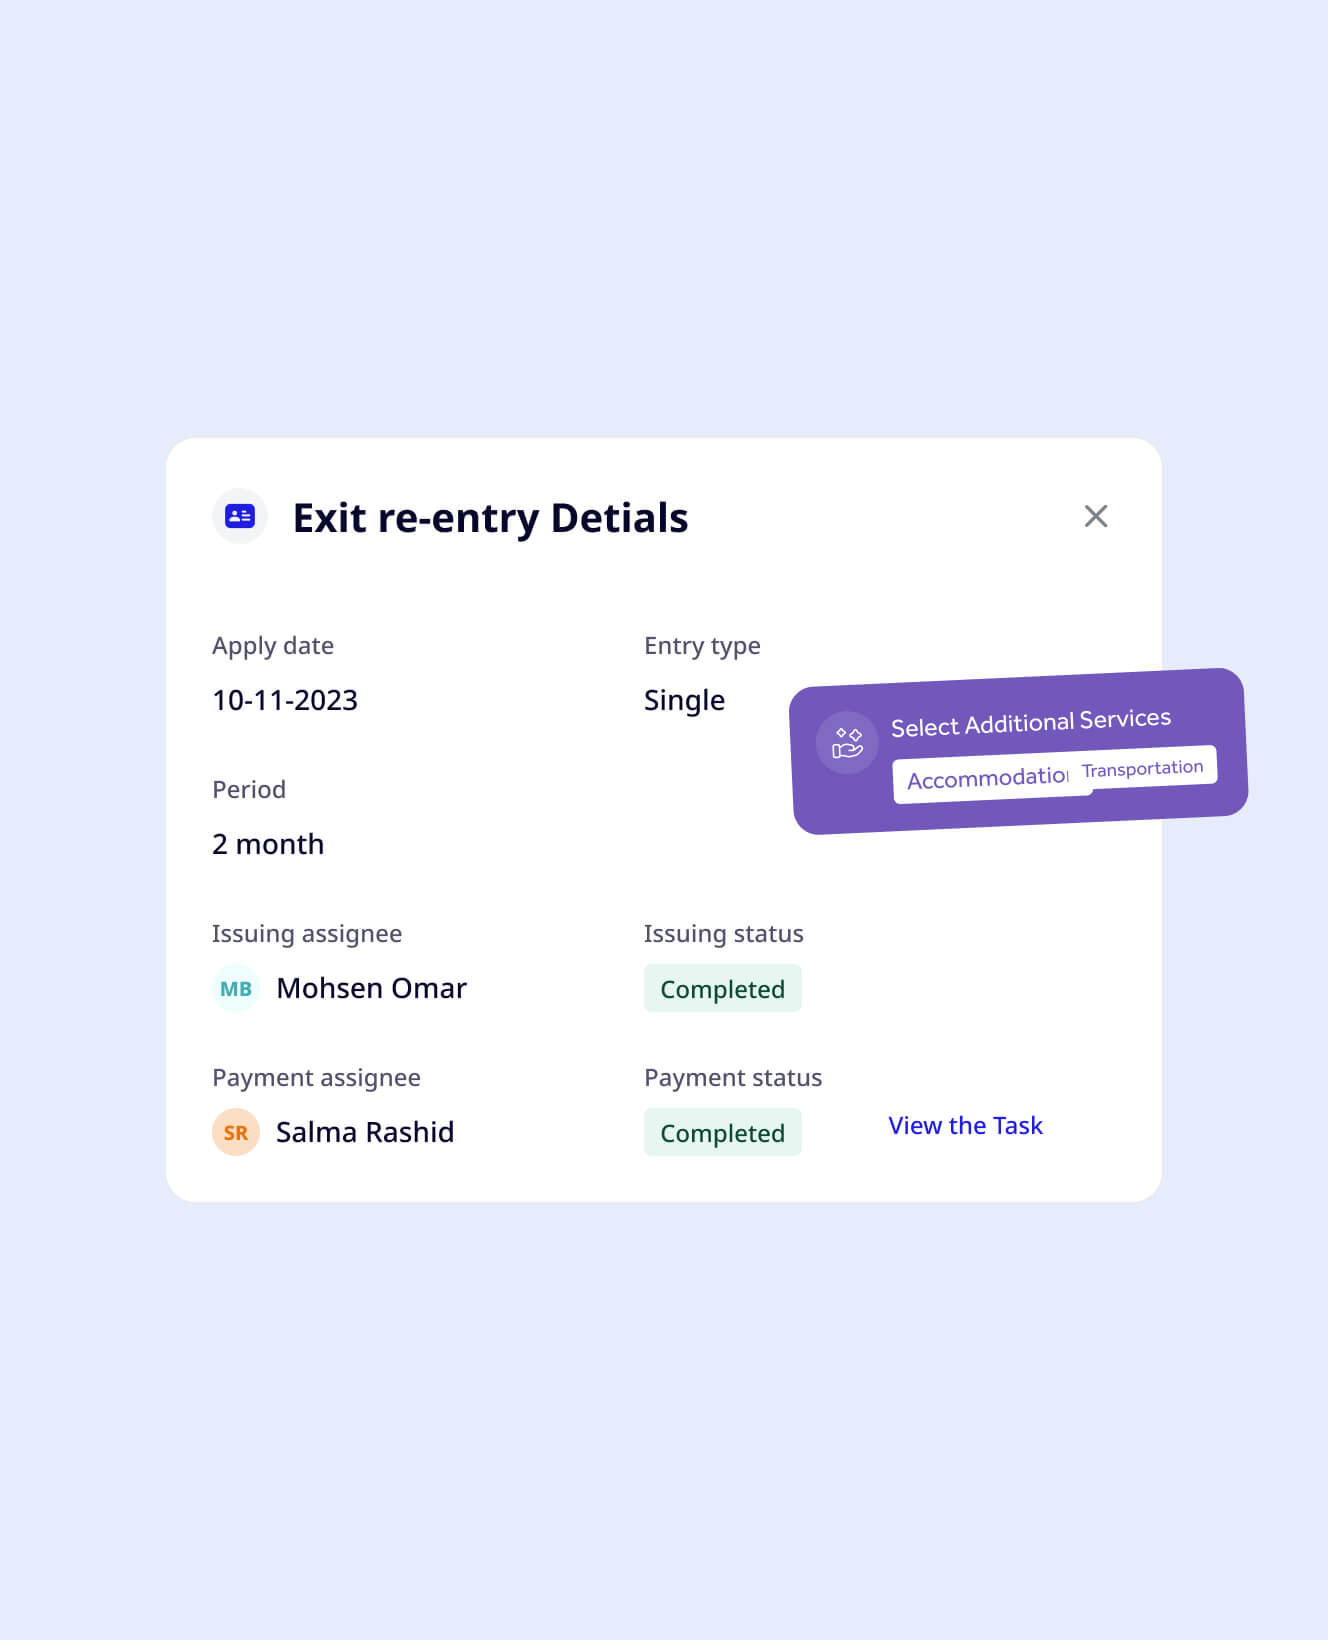 Exit re-entry Detials
Apply date
Entry type
10-11-2023
Single
Select Additional Services
Accommodation
Transportation
Period
2 month
Issuing assignee
Issuing status
MB
Mohsen Omar
Completed
Payment assignee
Payment status
SR
Salma Rashid
Completed
View the Task